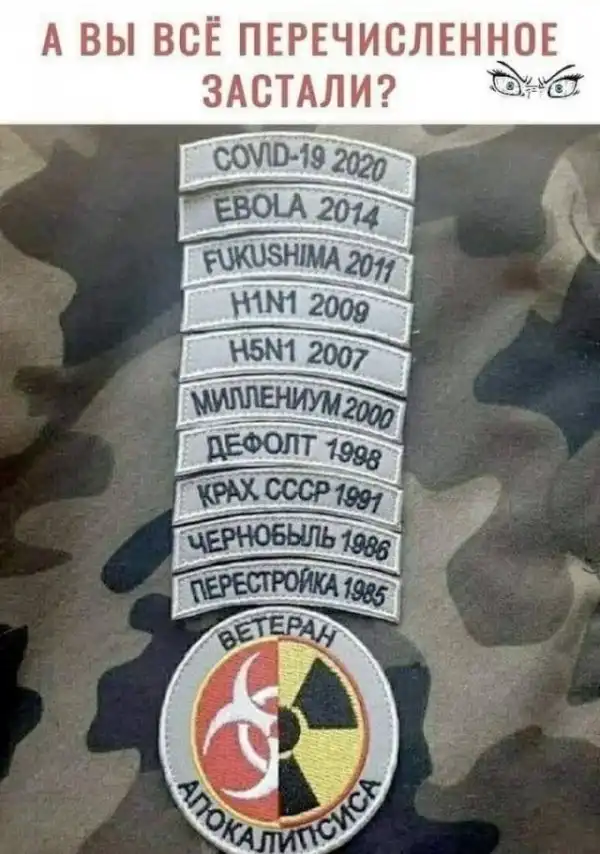 А ВЫ ВСЁ ПЕРЕЧИСЛЕННОЕ
ЗАСТАЛИ?
COVID-19 2020
EBOLA 2014
FUKUSHIMA 2011
H1N1 2009
H5N1 2007
МИЛЛЕНИУМ 2000
ДЕФОЛТ 1998
КРАХ СССР 1991
ЧЕРНОБЫЛЬ 1986
ПЕРЕСТРОЙКА 1985
ВЕТЕРАН
АПОКАЛИПСИСА